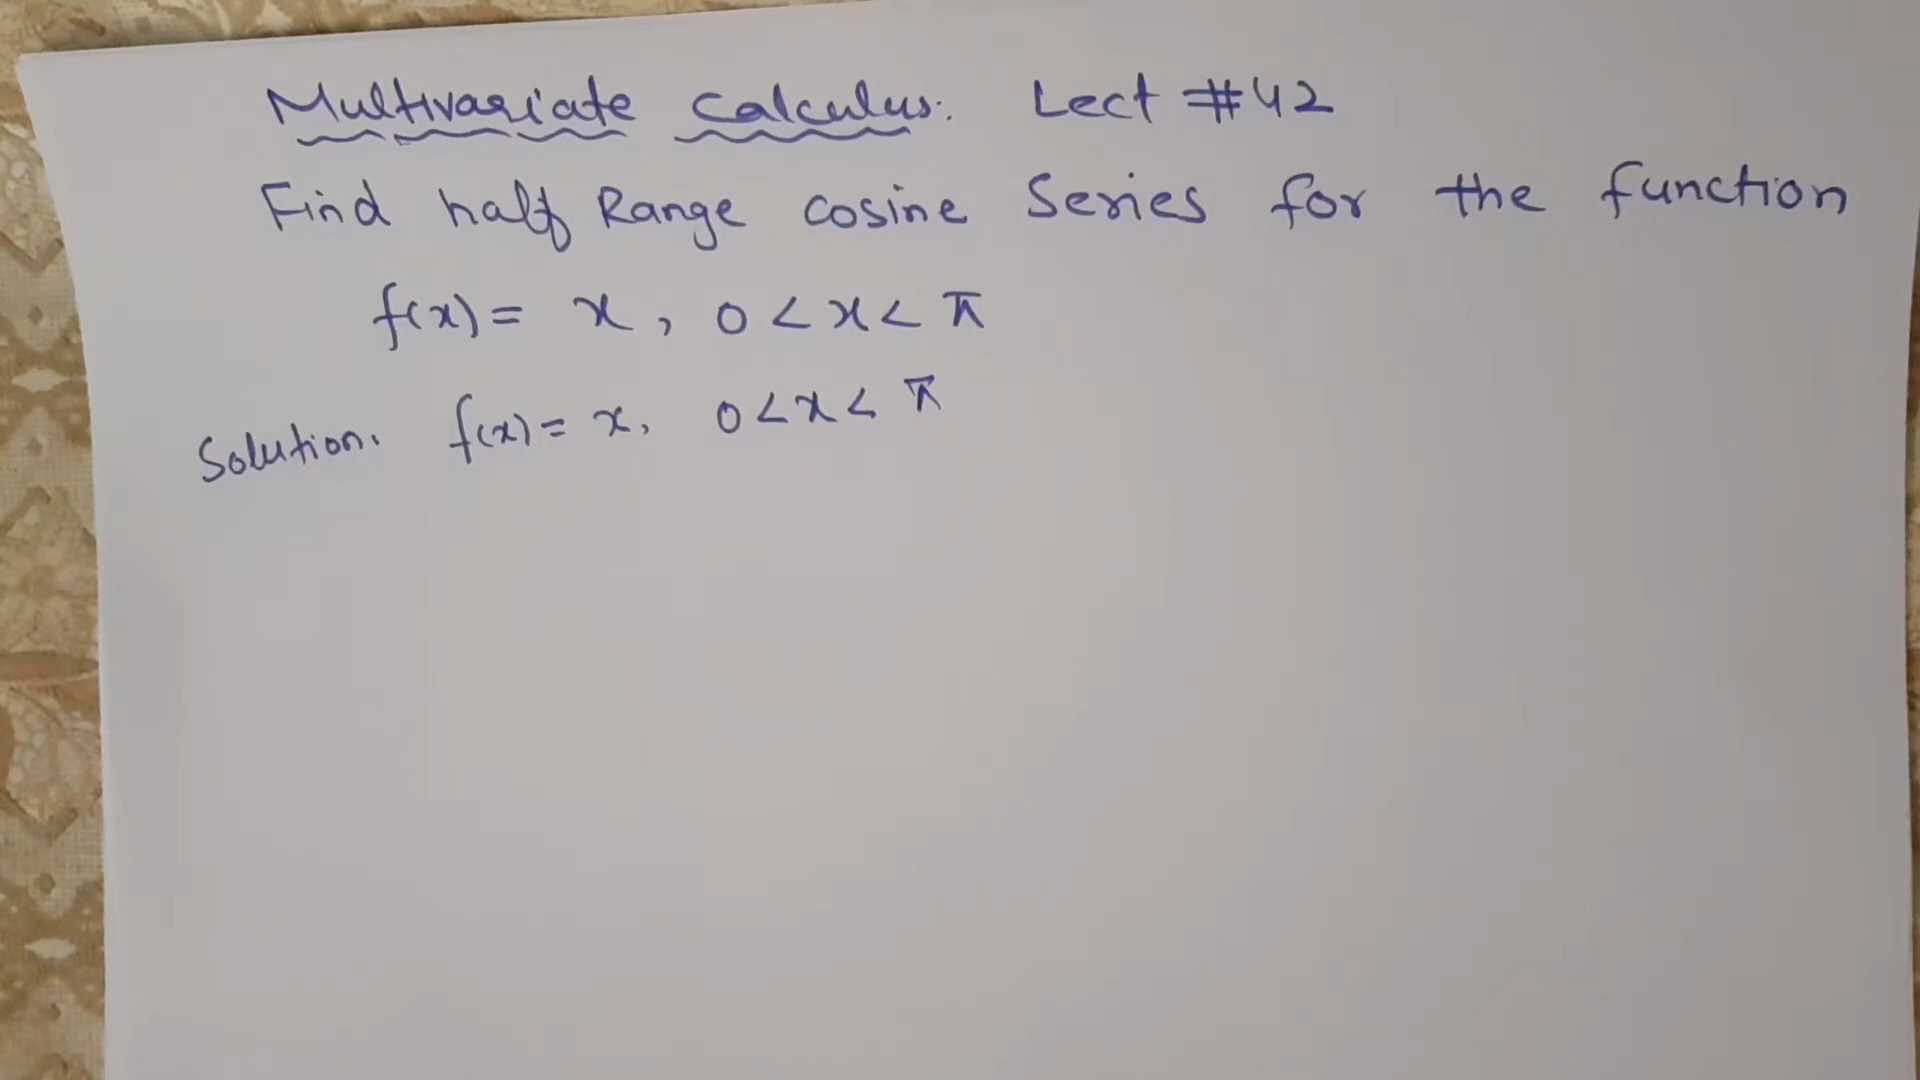 Multivariate Calculus: Lect #42
Find half Range cosine Series for the function
f(x) = x, 0 < x < π
Solution. f(x) = x, 0 < x < π